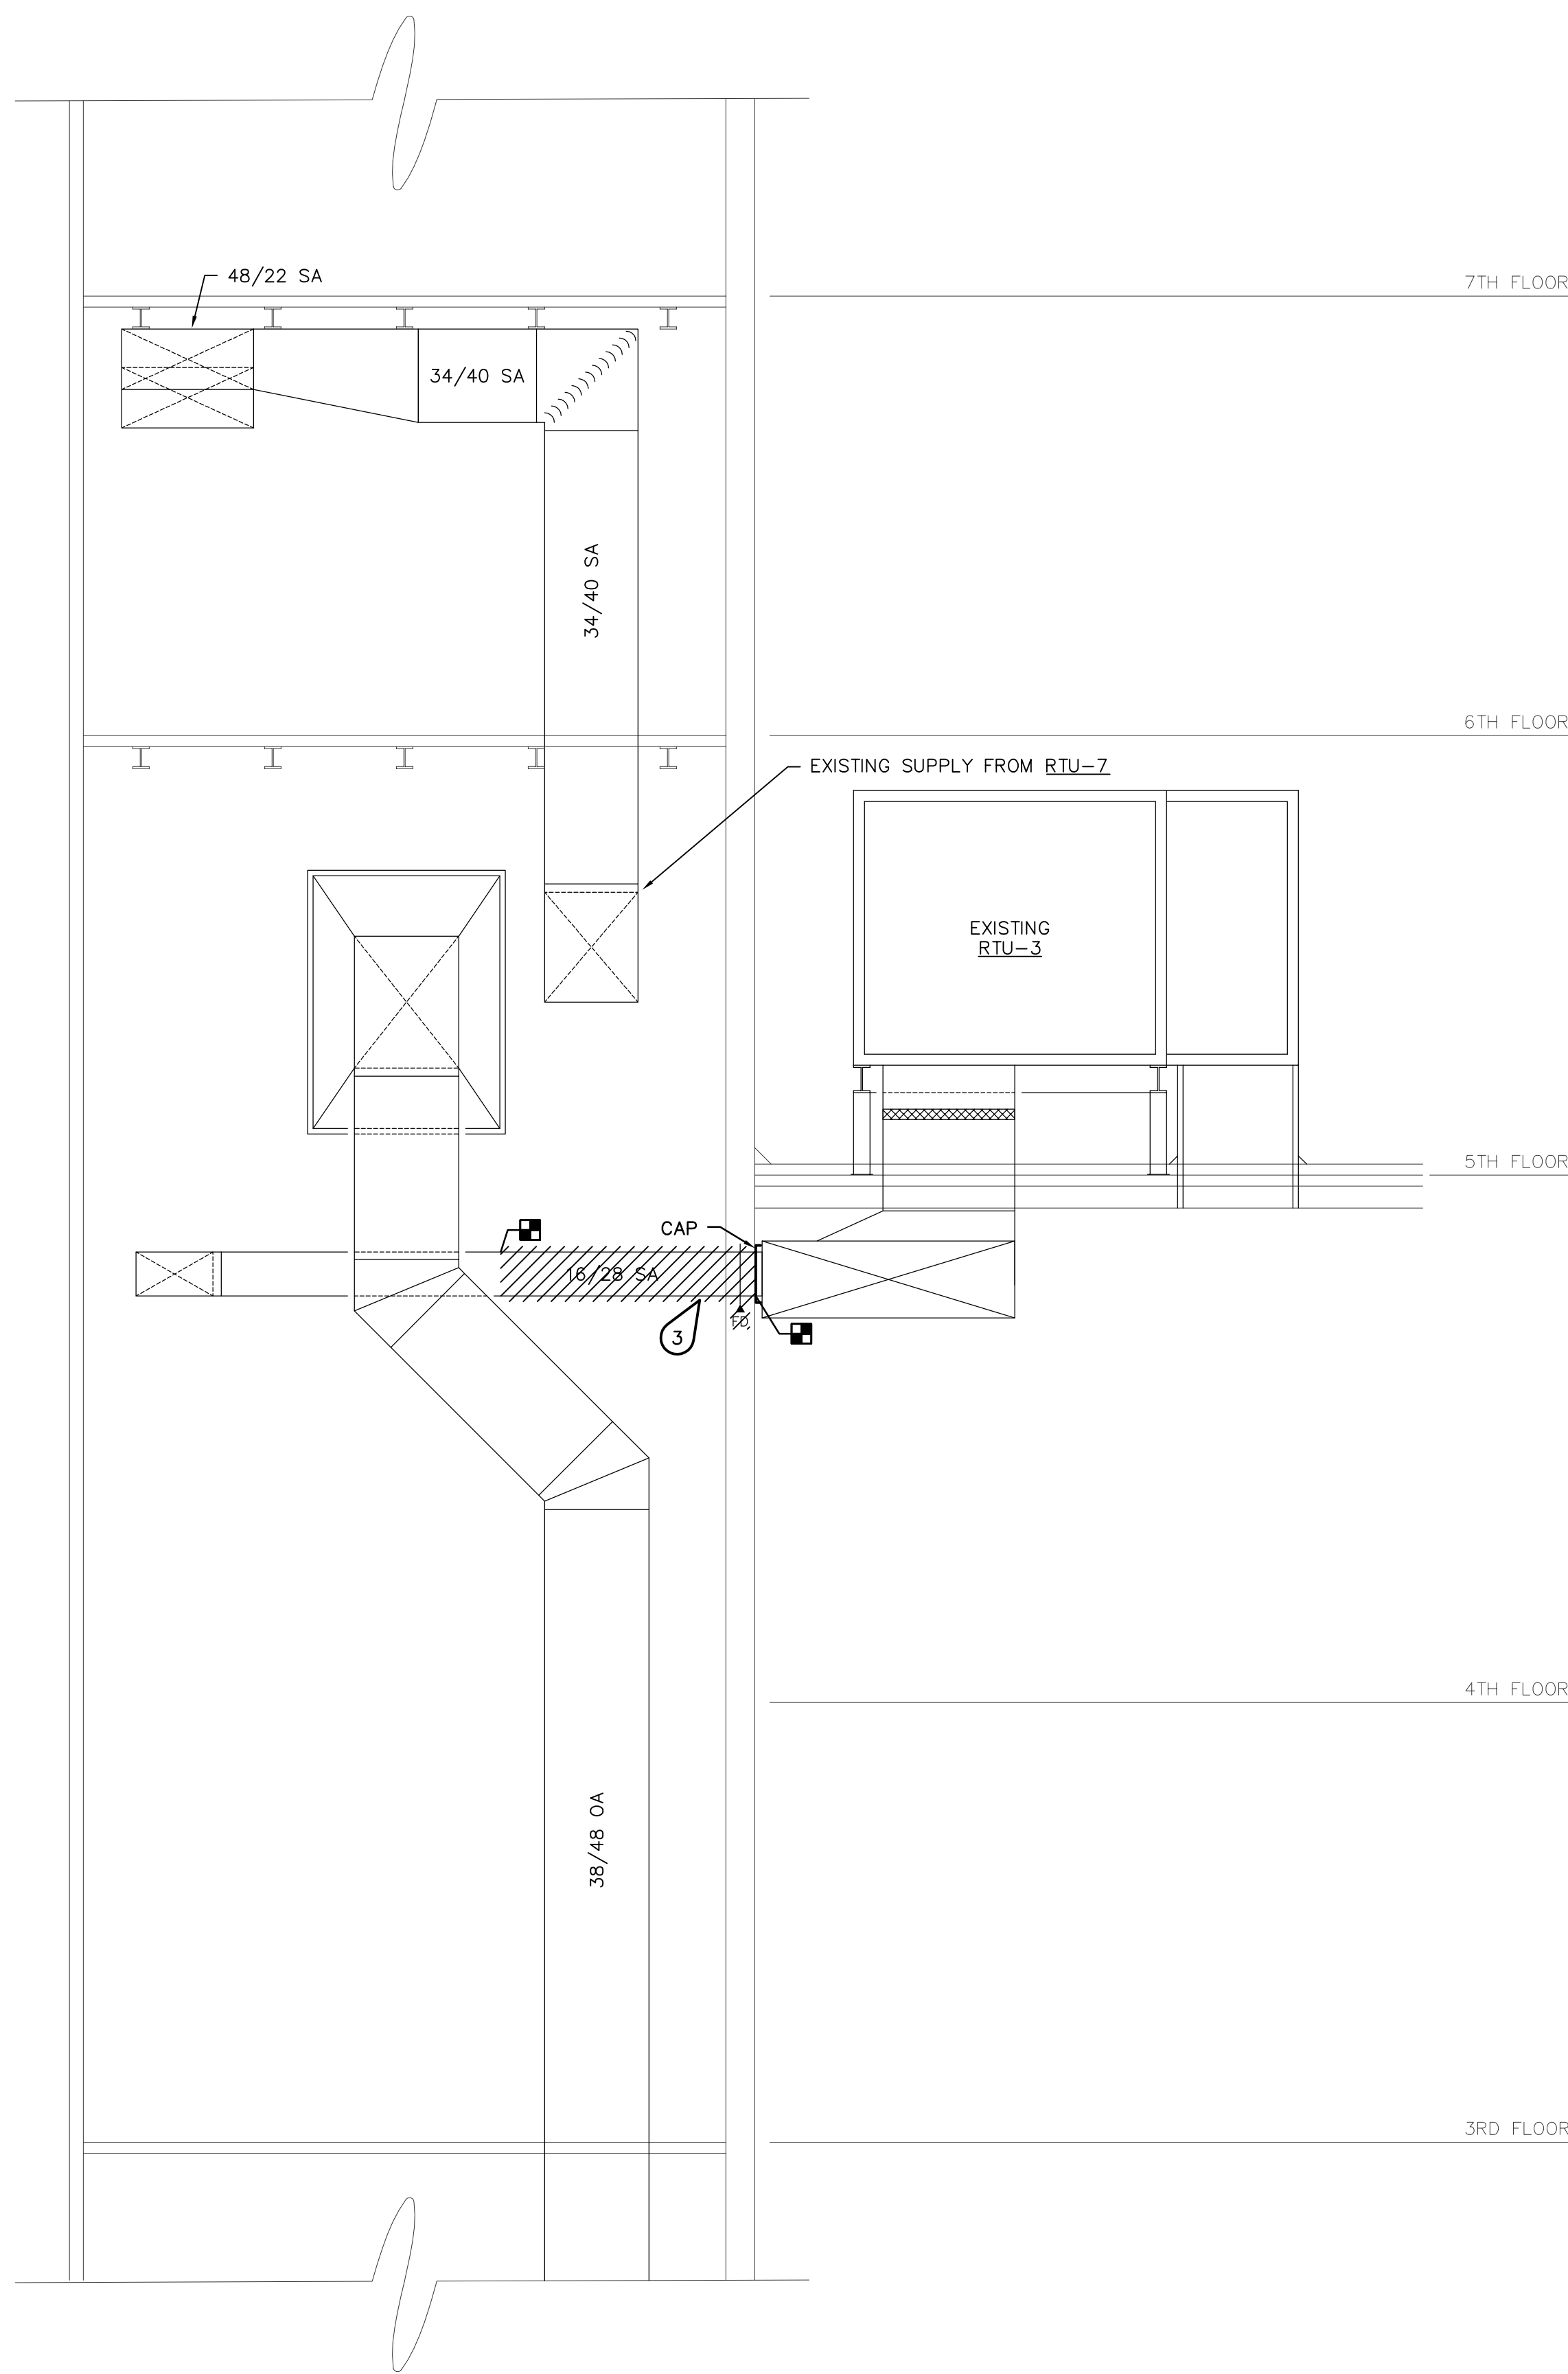 48/22 SA
7TH FLOOR
34/40 SA
34/40 SA
6TH FLOOR
EXISTING SUPPLY FROM RTU-7
EXISTING
RTU-3
5TH FLOOR
CAP
16/28 SA
FD
3
4TH FLOOR
38/48 OA
3RD FLOOR